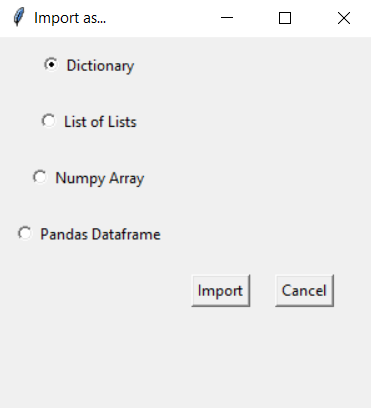 Import as...
Dictionary
List of Lists
Numpy Array
Pandas Dataframe
Import Cancel